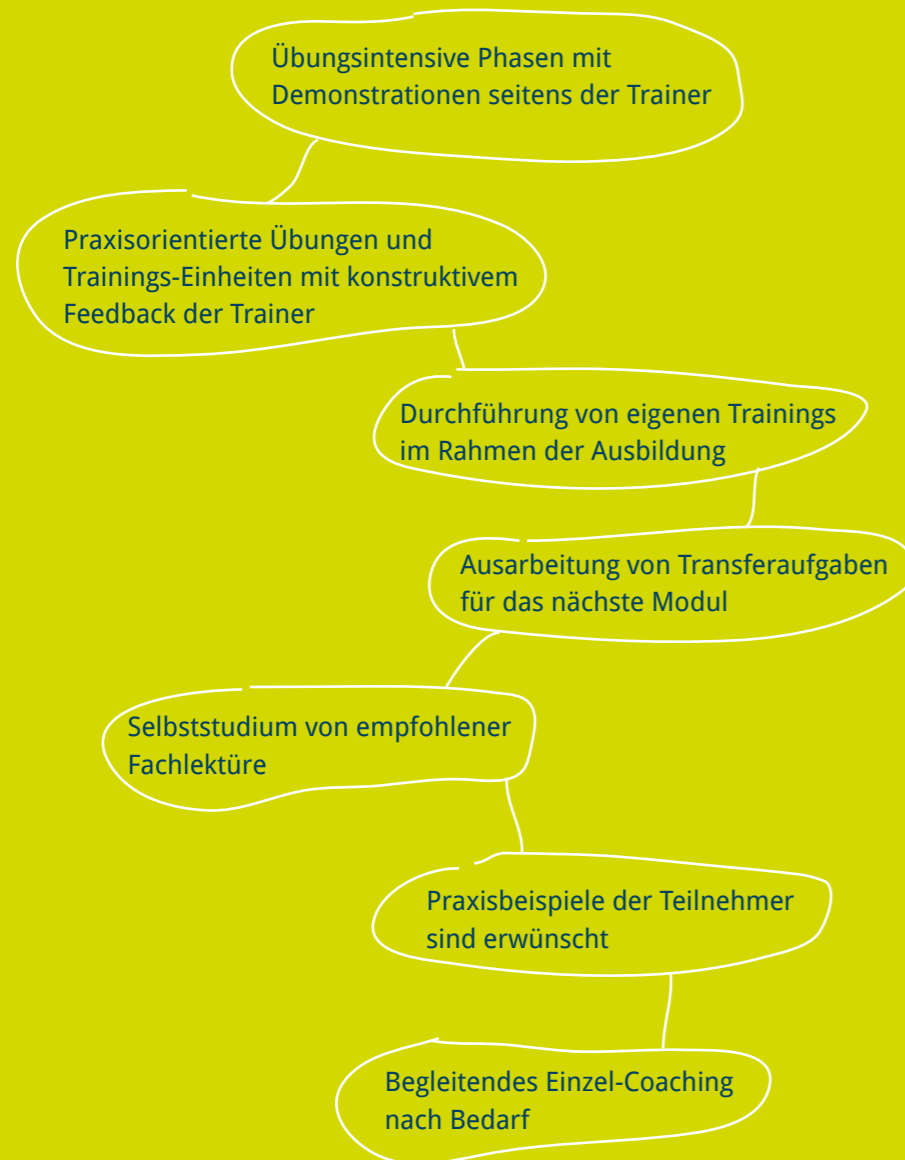 Übungsintensive Phasen mit
Demonstrationen seitens der Trainer
Praxisorientierte Übungen und
Trainings-Einheiten mit konstruktivem
Feedback der Trainer
Durchführung von eigenen Trainings
im Rahmen der Ausbildung
Ausarbeitung von Transferaufgaben
für das nächste Modul
Selbststudium von empfohlener
Fachlektüre
Praxisbeispiele der Teilnehmer
sind erwünscht
Begleitendes Einzel-Coaching
nach Bedarf